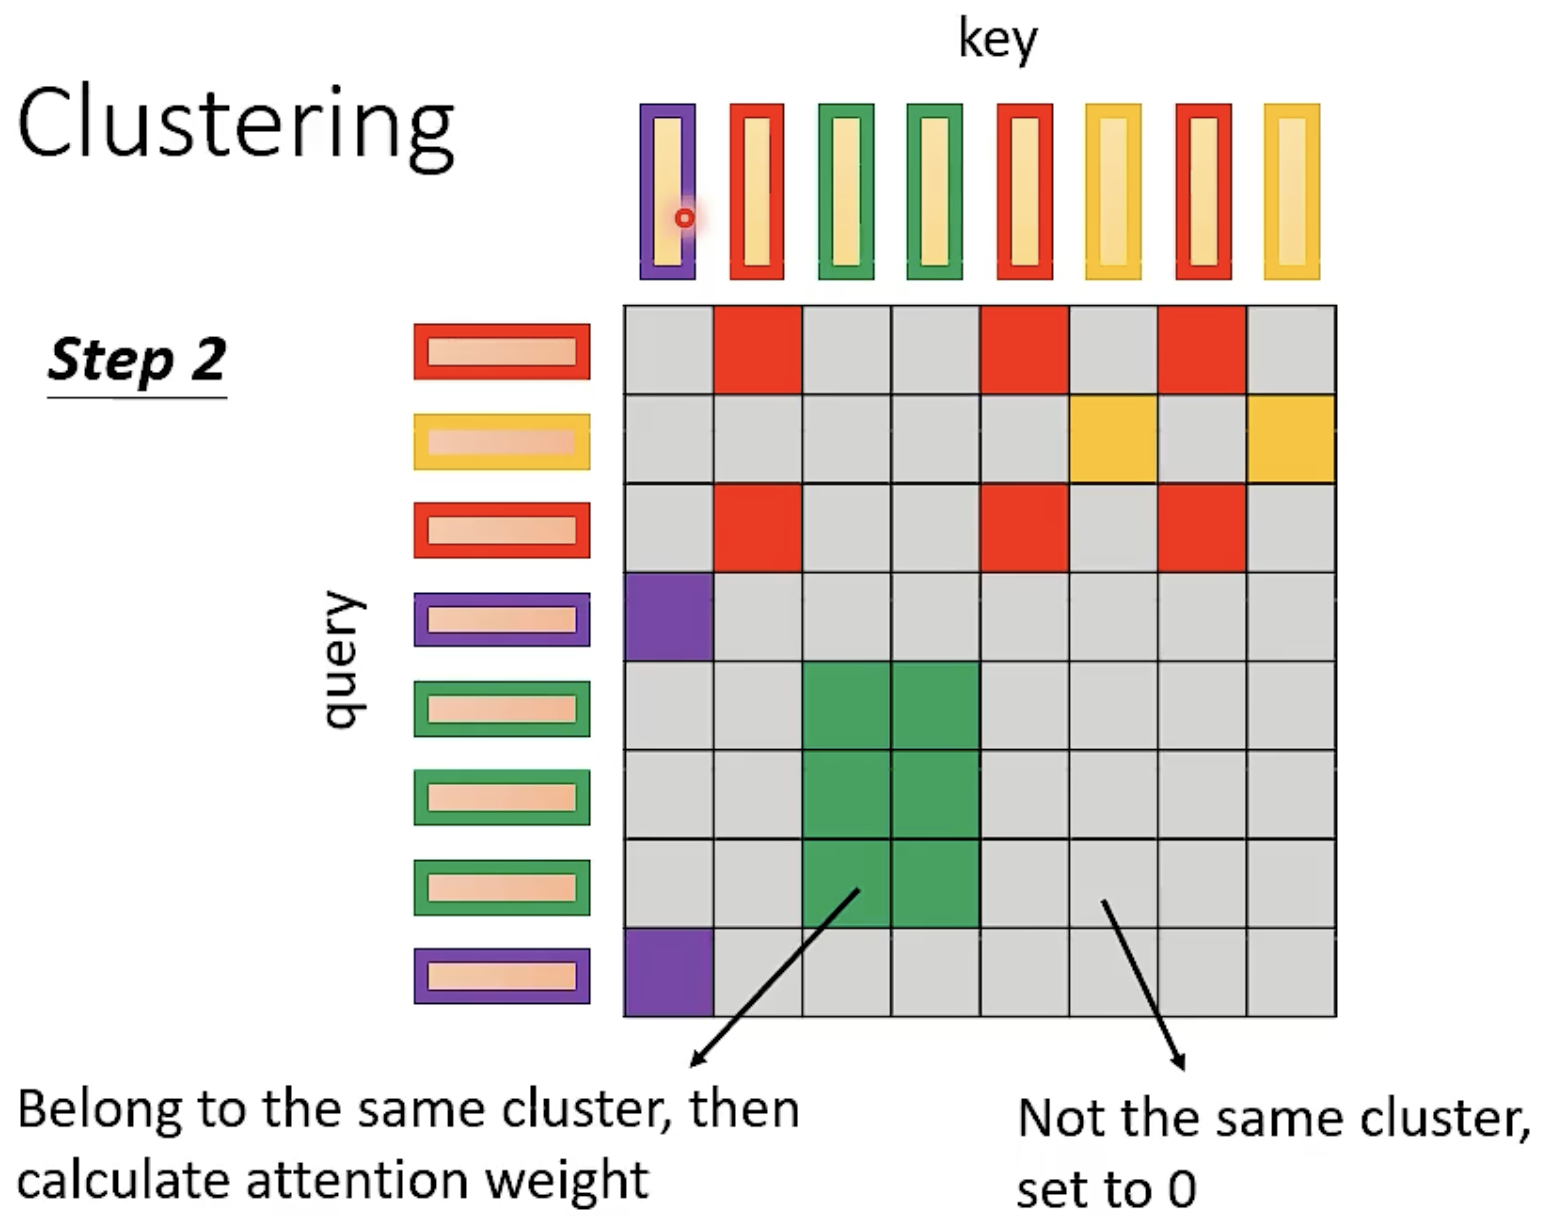 key
Clustering
Step 2
query
Belong to the same cluster, then
calculate attention weight
Not the same cluster,
set to 0